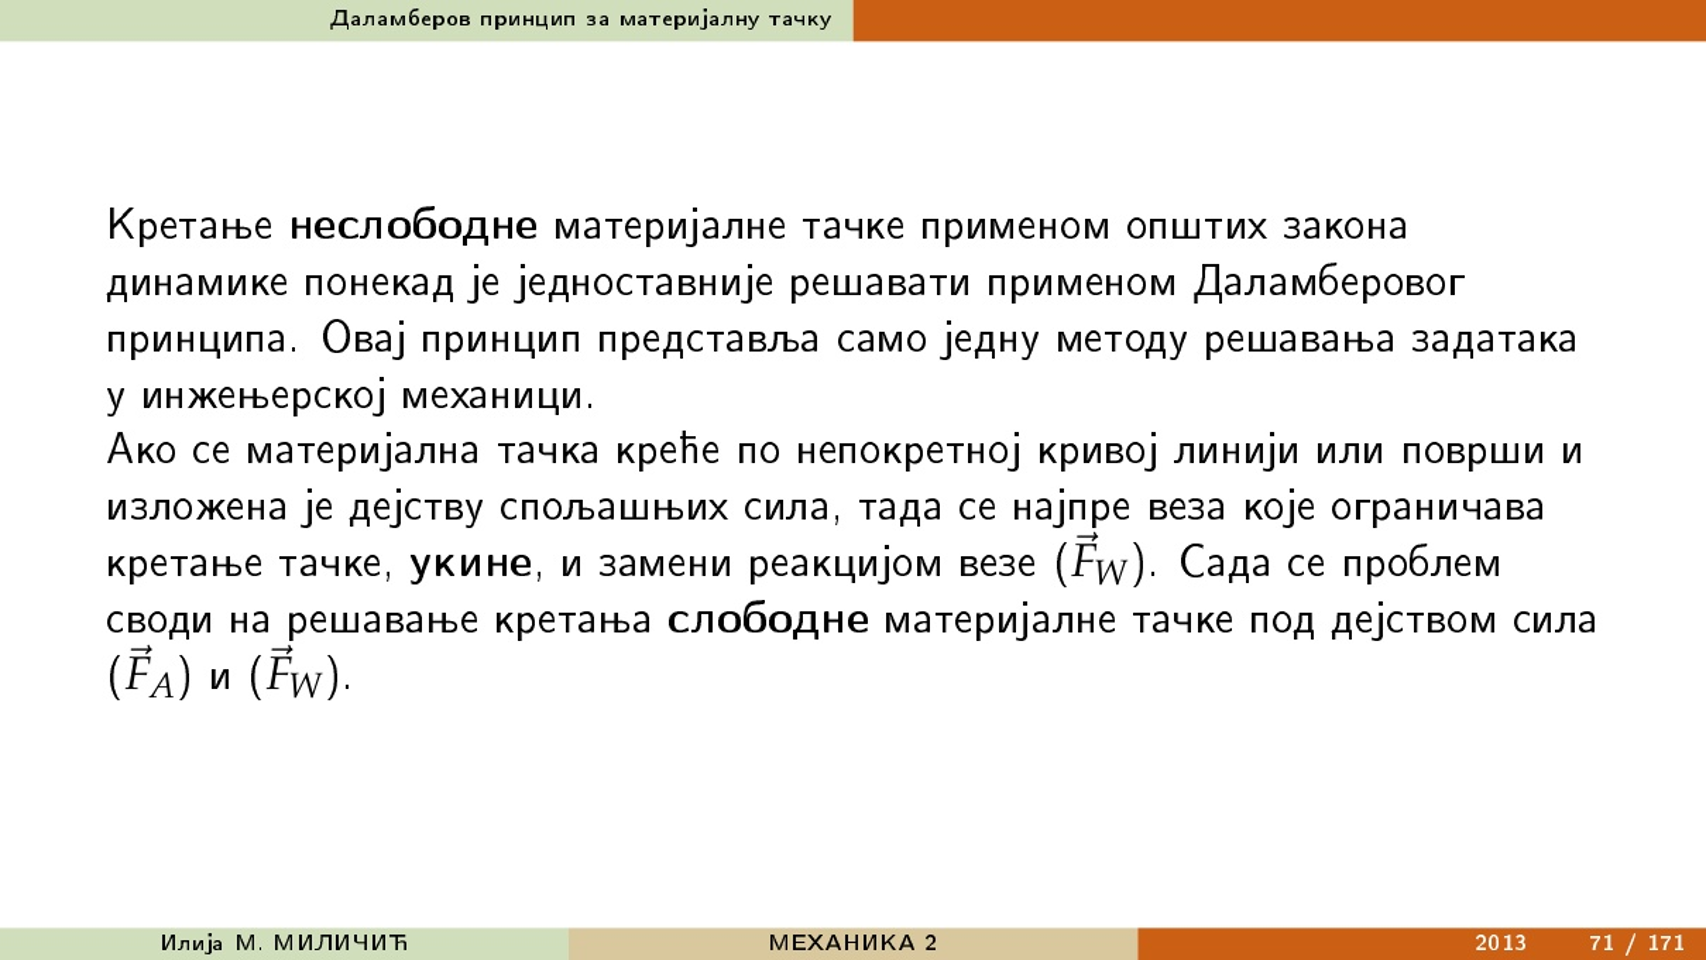 Даламберов принцип за материјалну тачку
Кретање неслободне материјалне тачке применом општих закона
динамике понекад је једноставније решавати применом Даламберовог
принципа. Овај принцип представља само једну методу решавања задатака
у инжењерској механици.
Ако се материјална тачка креће по непокретној кривој линији или површи и
изложена је дејству спољашњих сила, тада се најпре веза које ограничава
кретање тачке, укине, и замени реакцијом везе (F⃗_W). Сада се проблем
своди на решавање кретања слободне материјалне тачке под дејством сила
(F⃗_A) и (F⃗_W).
Илија М. МИЛИЧИЋ МЕХАНИКА 2 2013 71 / 171